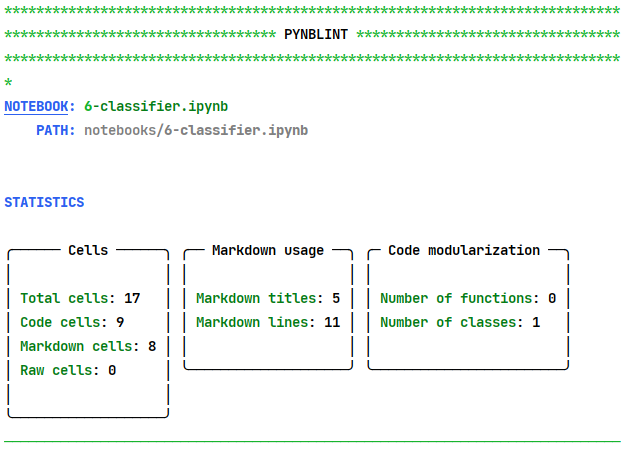 *****************************************************************************
********************************** PYNBLINT *********************************
*****************************************************************************
*
NOTEBOOK: 6-classifier.ipynb
PATH: notebooks/6-classifier.ipynb
STATISTICS
Cells Markdown usage Code modularization
Total cells: 17 Markdown titles: 5 Number of functions: 0
Code cells: 9 Markdown lines: 11 Number of classes: 1
Markdown cells: 8
Raw cells: 0